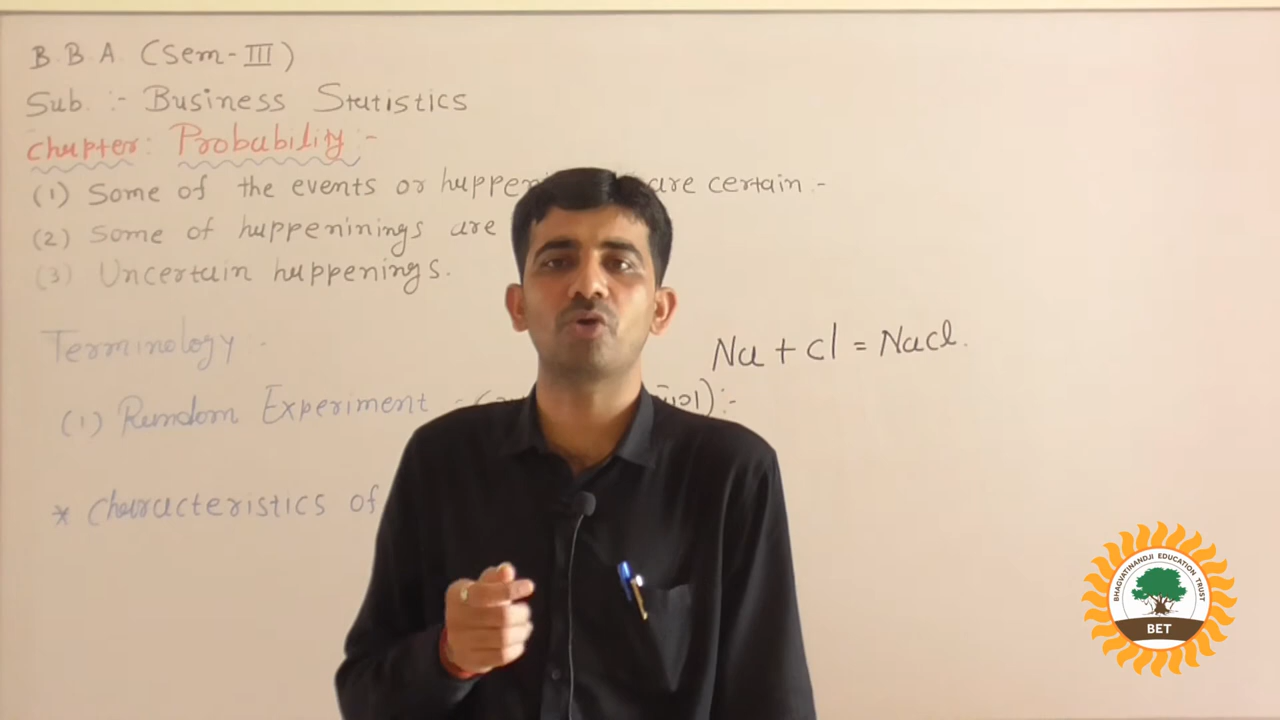 B.B.A. (Sem-III)
Sub. :- Business Statistics
Chapter: Probability :-
(1) Some of the events or are certain :-
(2) Some of happeninings are
(3) Uncertain happenings.
Terminology .
Na + Cl = Nacl.
(1) Random Experiment - :-
* Characteristics of
BHAGVATINANDJI EDUCATION TRUST
BET